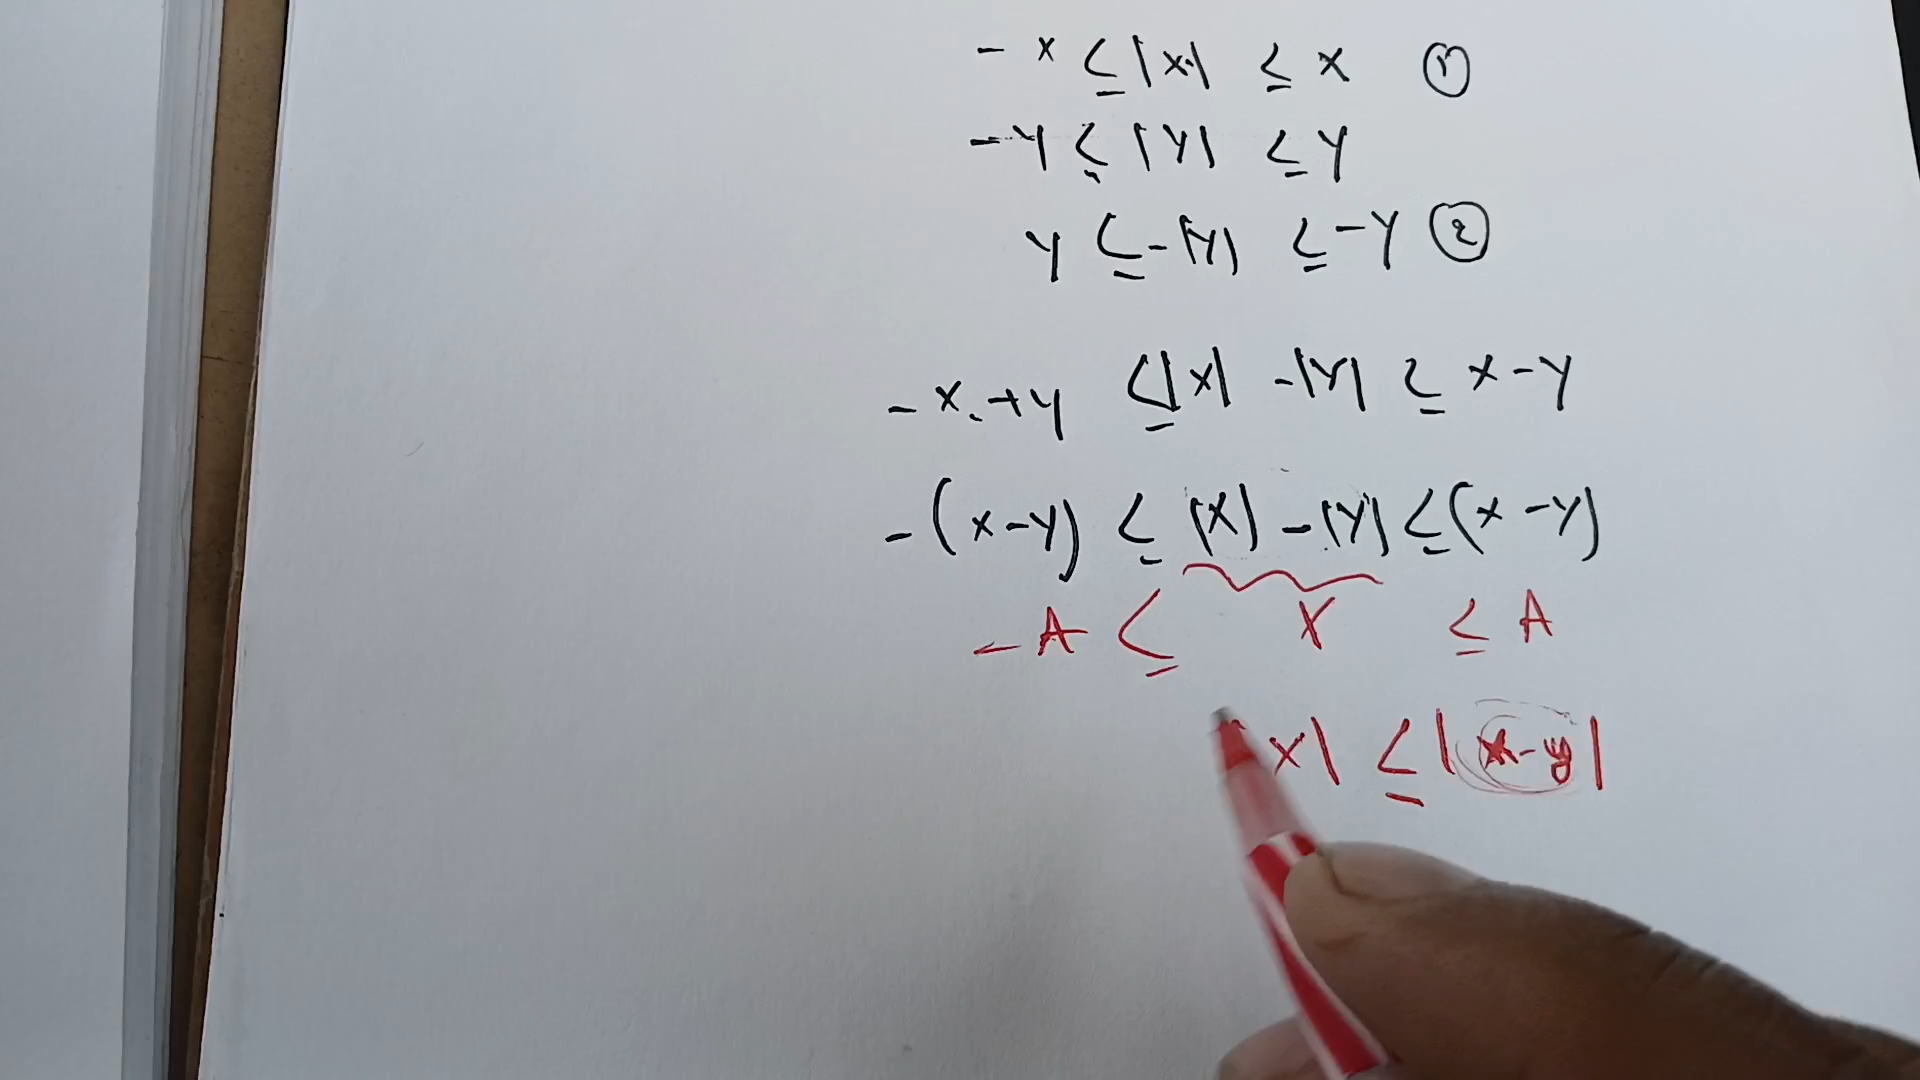 - x ≤ |x| ≤ x ①
- y ≤ |y| ≤ y
y ≤ -|y| ≤ -y ②
- x + y ≤ |x| - |y| ≤ x - y
- (x - y) ≤ |x| - |y| ≤ (x - y)
- A ≤ X ≤ A
x| ≤ |x - y|